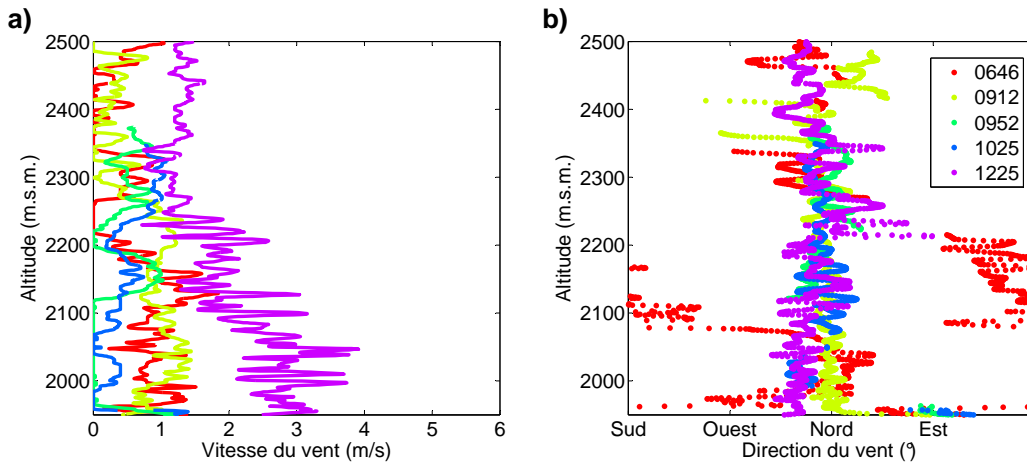 a)
2500
2400
2300
2200
2100
2000
Altitude (m.s.m.)
0 1 2 3 4 5 6
Vitesse du vent (m/s)
b)
2500
2400
2300
2200
2100
2000
Altitude (m.s.m.)
Sud Ouest Nord Est
Direction du vent (°)
0646
0912
0952
1025
1225